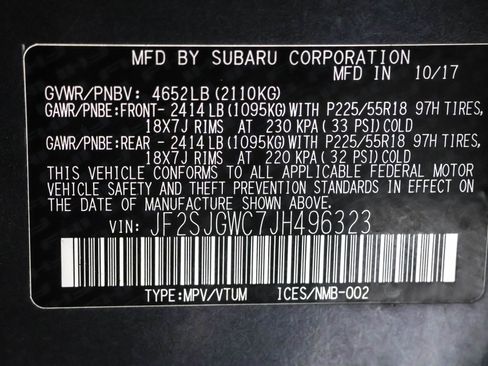 MFD BY SUBARU CORPORATION
MFD IN 10/17
GVWR/PNBV: 4652LB (2110KG)
GAWR/PNBE:FRONT- 2414LB (1095KG) WITH P225/55R18 97H TIRES,
18X7J RIMS AT 230 KPA (33 PSI) COLD
GAWR/PNBE:REAR - 2414LB (1095KG) WITH P225/55R18 97H TIRES,
18X7J RIMS AT 220 KPA (32 PSI) COLD
THIS VEHICLE CONFORMS TO ALL APPLICABLE FEDERAL MOTOR
VEHICLE SAFETY AND THEFT PREVENTION STANDARDS IN EFFECT ON
THE DATE OF MANUFACTURE SHOWN ABOVE.
VIN: JF2SJGWC7JH496323
TYPE:MPV/VTUM ICES/NMB-002